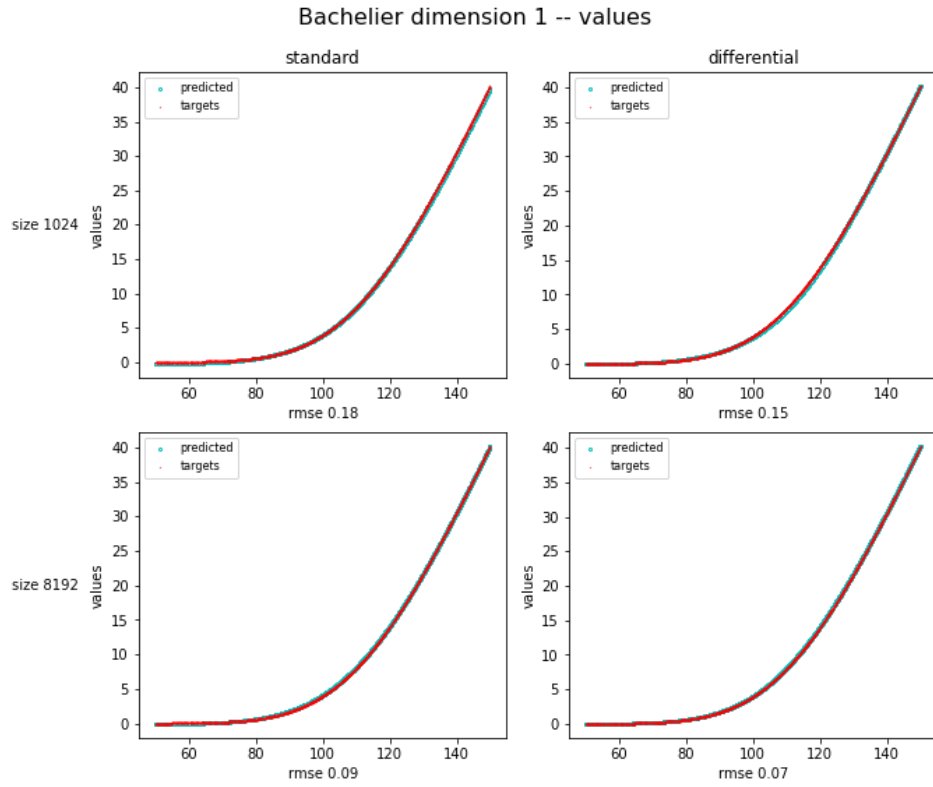 Bachelier dimension 1 -- values
standard
differential
size 1024
values
40
35
30
25
20
15
10
5
0
predicted
targets
60
80
100
120
140
rmse 0.18
values
40
35
30
25
20
15
10
5
0
predicted
targets
60
80
100
120
140
rmse 0.15
size 8192
values
40
35
30
25
20
15
10
5
0
predicted
targets
60
80
100
120
140
rmse 0.09
values
40
35
30
25
20
15
10
5
0
predicted
targets
60
80
100
120
140
rmse 0.07